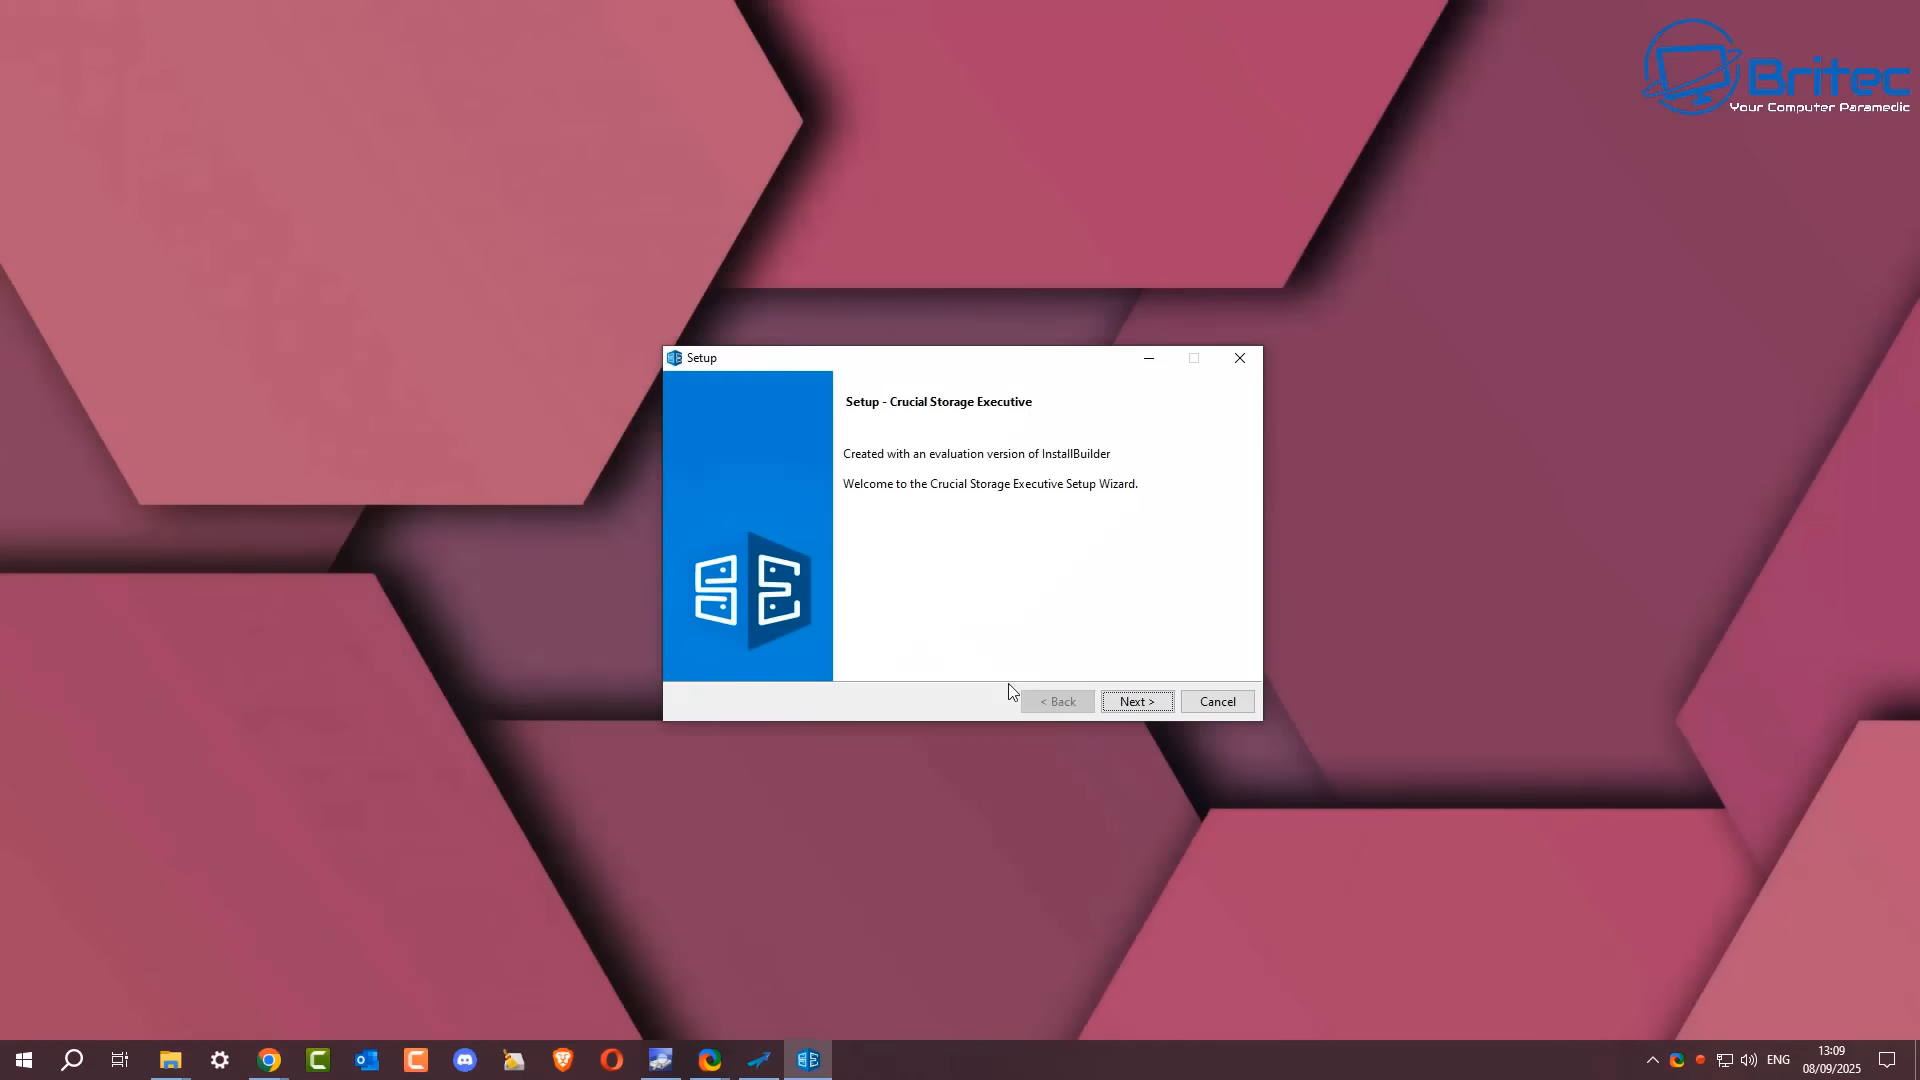 Britec
Your Computer Paramedic
Setup
Setup - Crucial Storage Executive
Created with an evaluation version of InstallBuilder
Welcome to the Crucial Storage Executive Setup Wizard.
SE
< Back
Next >
Cancel
ENG
13:09
08/09/2025